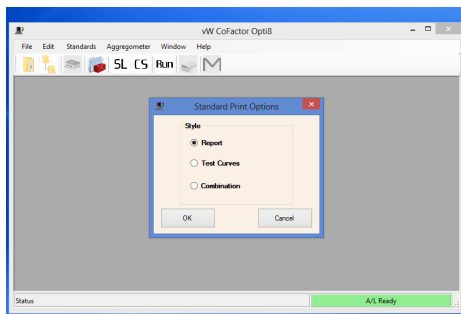 vW CoFactor Opti8
File Edit Standards Aggregometer Window Help
SL CS Run M
Standard Print Options
Style
Report
Test Curves
Combination
OK Cancel
Status A/L Ready